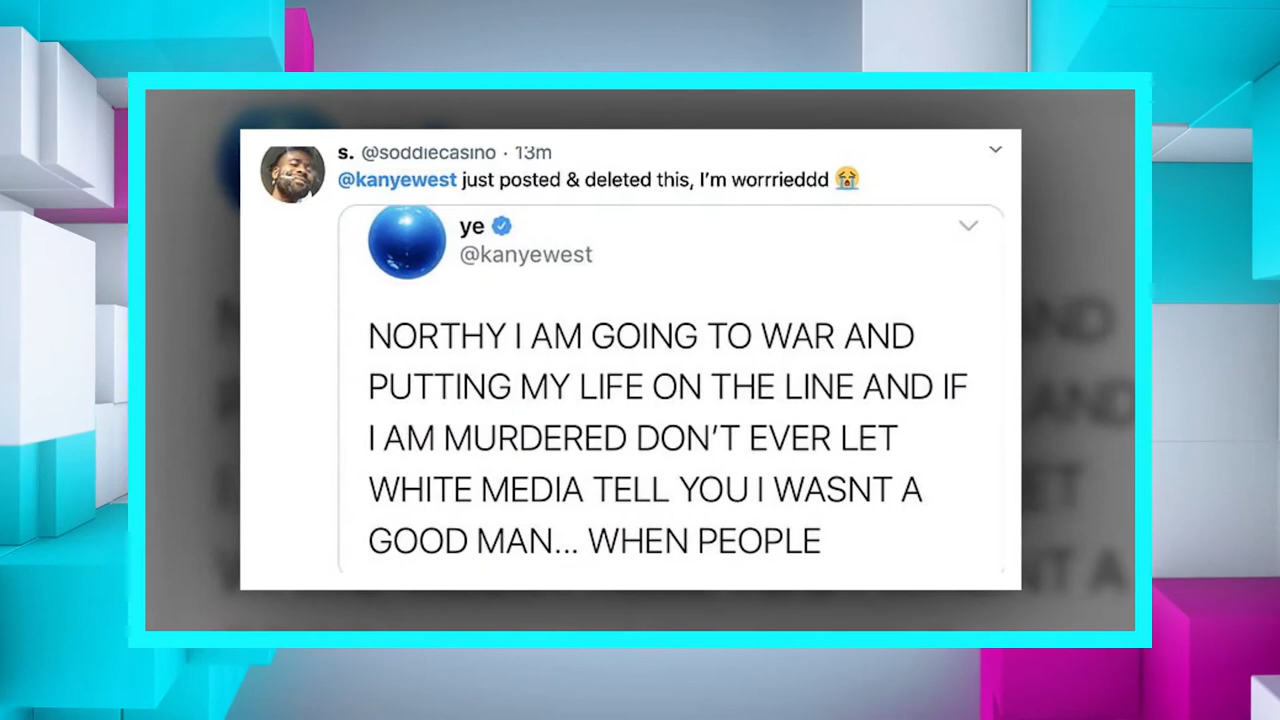 s. @soddiecasino · 13m
@kanyewest just posted & deleted this, I'm worrrieddd 😭
ye
@kanyewest
NORTHY I AM GOING TO WAR AND
PUTTING MY LIFE ON THE LINE AND IF
I AM MURDERED DON'T EVER LET
WHITE MEDIA TELL YOU I WASNT A
GOOD MAN... WHEN PEOPLE